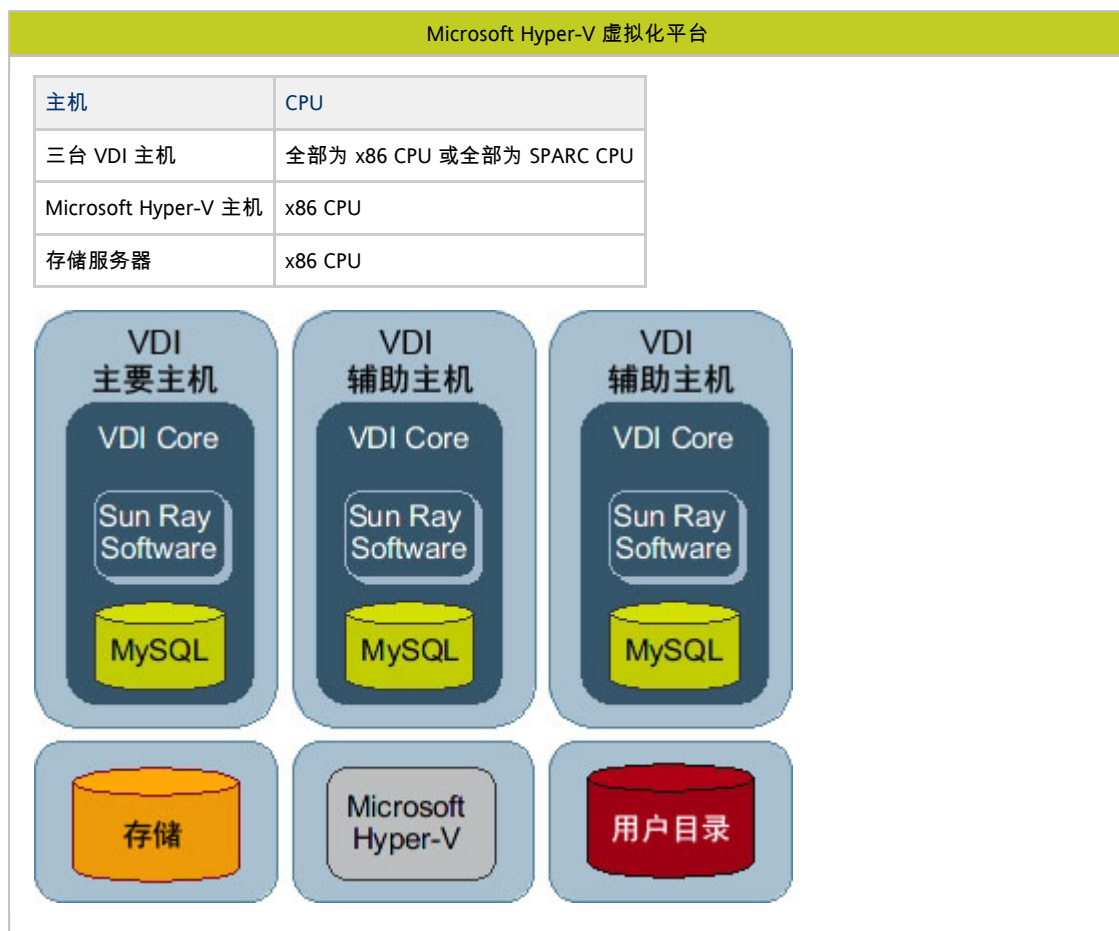 Microsoft Hyper-V 虚拟化平台
主机 CPU
三台 VDI 主机 全部为 x86 CPU 或全部为 SPARC CPU
Microsoft Hyper-V 主机 x86 CPU
存储服务器 x86 CPU
VDI
主要主机
VDI Core
Sun Ray
Software
MySQL
VDI
辅助主机
VDI Core
Sun Ray
Software
MySQL
VDI
辅助主机
VDI Core
Sun Ray
Software
MySQL
存储
Microsoft
Hyper-V
用户目录